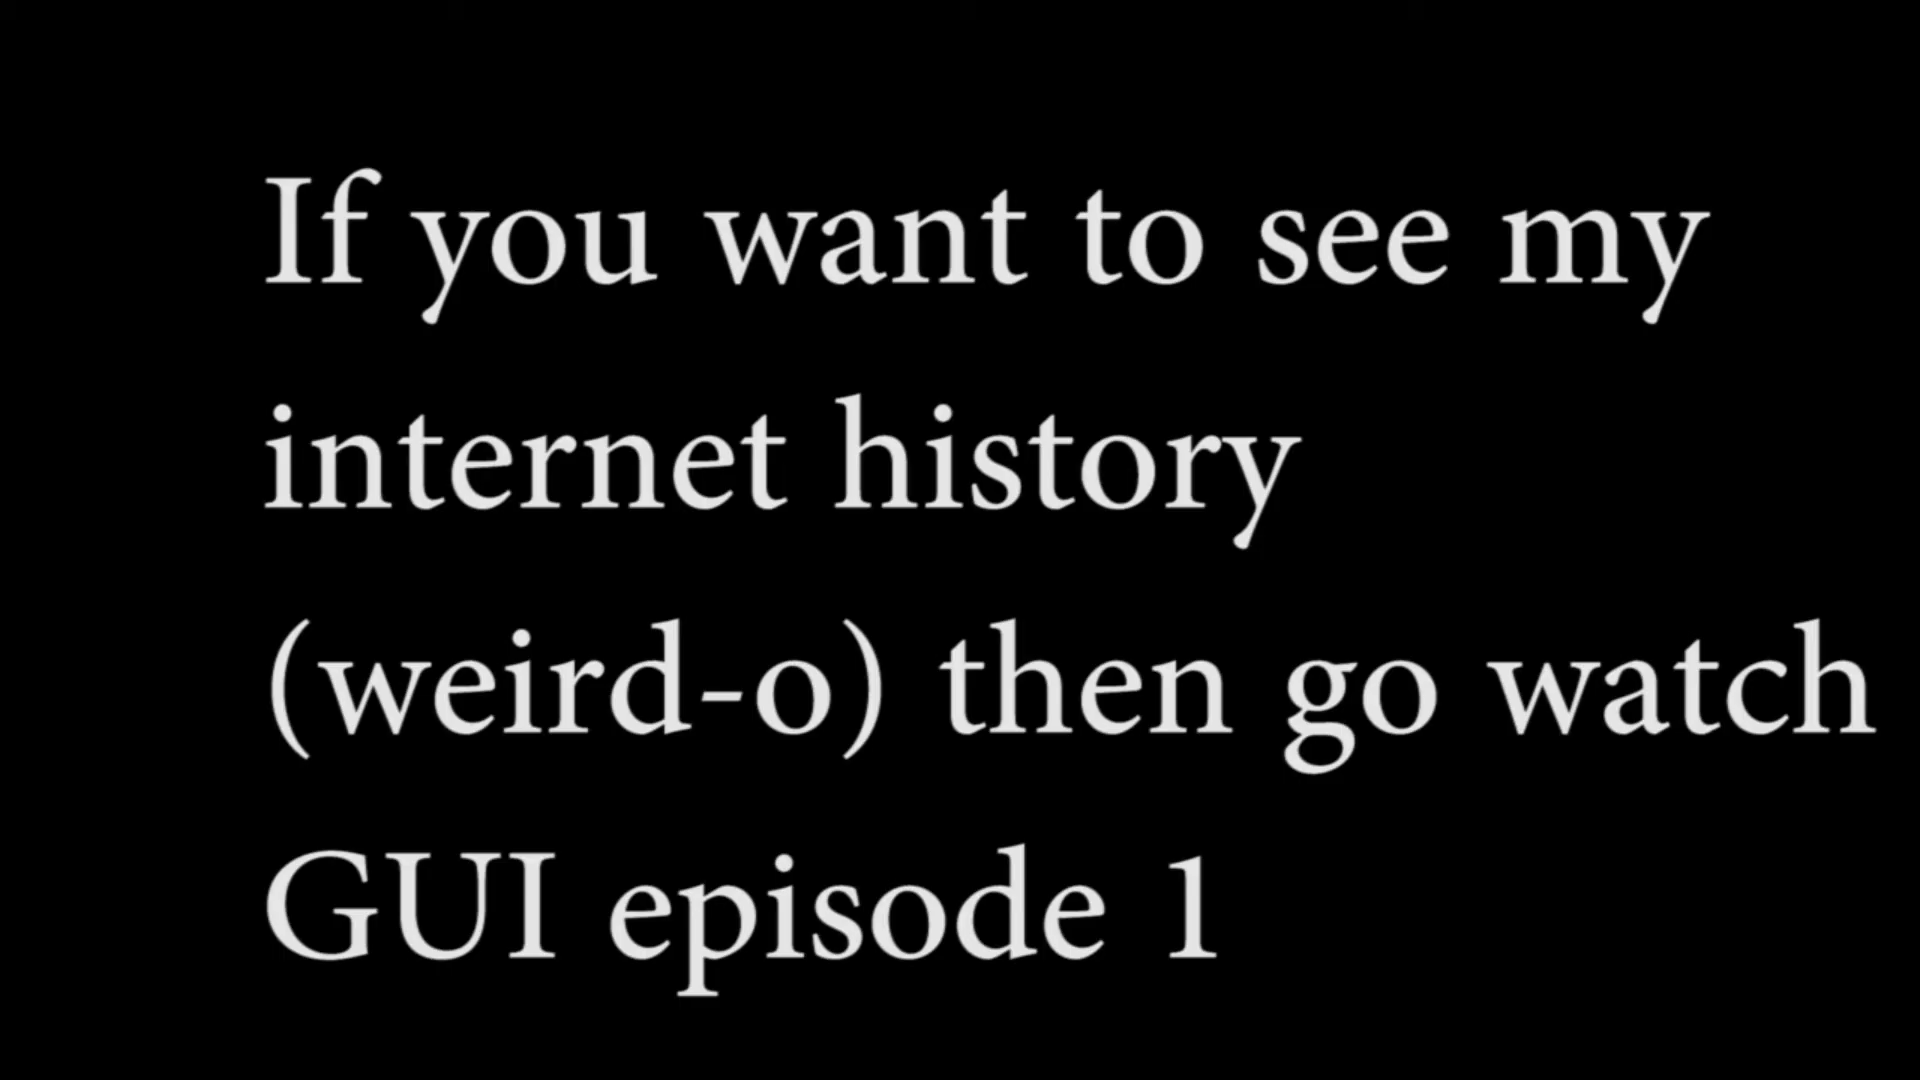 If you want to see my
internet history
(weird-o) then go watch
GUI episode 1